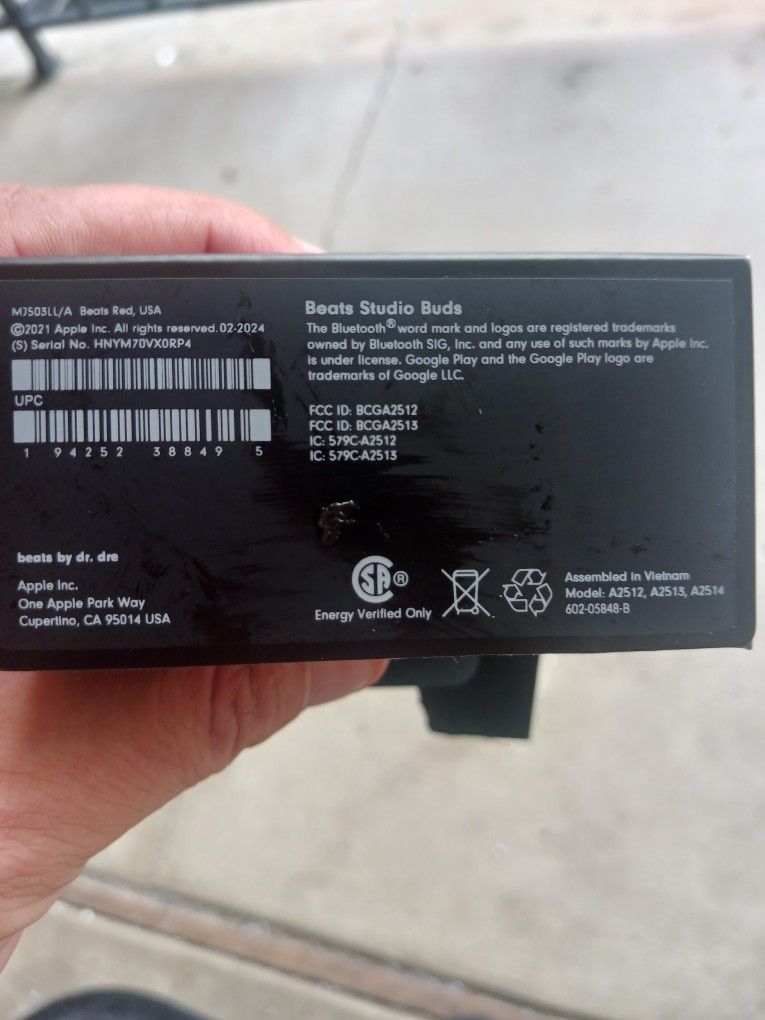 MJ503LL/A Beats Red, USA
©2021 Apple Inc. All rights reserved.02-2024
(S) Serial No. HNYM70VX0RP4
UPC
1 94252 38849 5
beats by dr. dre
Apple Inc.
One Apple Park Way
Cupertino, CA 95014 USA
Beats Studio Buds
The Bluetooth® word mark and logos are registered trademarks
owned by Bluetooth SIG, Inc. and any use of such marks by Apple Inc.
is under license. Google Play and the Google Play logo are
trademarks of Google LLC.
FCC ID: BCGA2512
FCC ID: BCGA2513
IC: 579C-A2512
IC: 579C-A2513
SA®
Energy Verified Only
Assembled in Vietnam
Model: A2512, A2513, A2514
602-05848-B